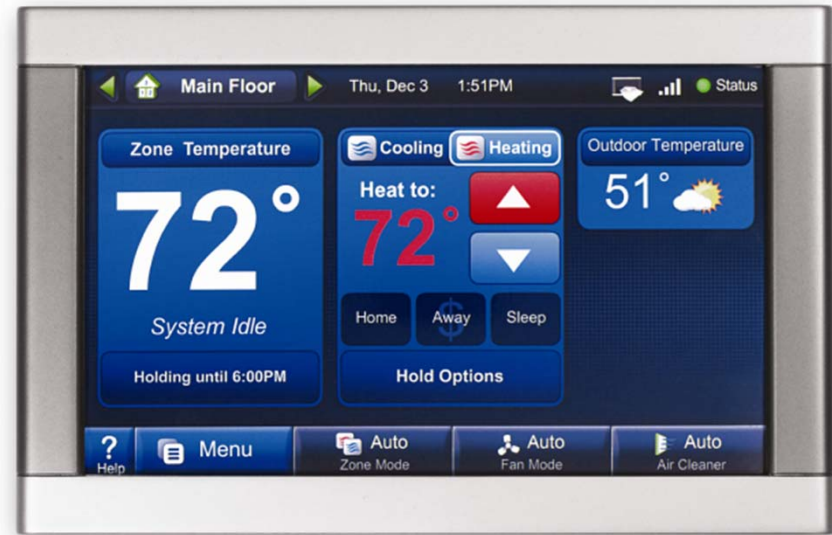 Main Floor
Thu, Dec 3
1:51PM
Status
Zone Temperature
72°
System Idle
Holding until 6:00PM
Cooling
Heating
Heat to:
72°
Home
Away
$
Sleep
Hold Options
Outdoor Temperature
51°
?
Help
Menu
Auto
Zone Mode
Auto
Fan Mode
Auto
Air Cleaner